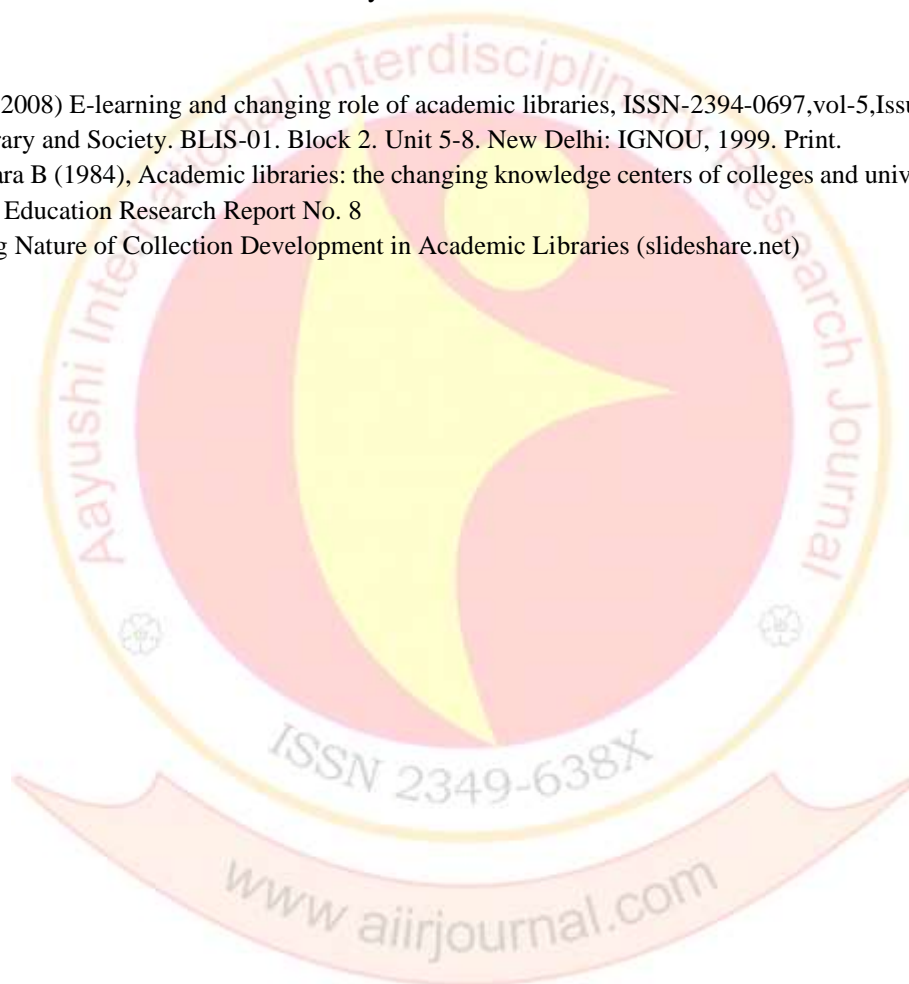 2008) E-learning and changing role of academic libraries, ISSN-2394-0697,vol-5,Issu
rary and Society. BLIS-01. Block 2. Unit 5-8. New Delhi: IGNOU, 1999. Print.
ara B (1984), Academic libraries: the changing knowledge centers of colleges and univ
Education Research Report No. 8
g Nature of Collection Development in Academic Libraries (slideshare.net)
Aayushi International Interdisciplinary Research Journal
ISSN 2349-638X
www aiirjournal.com